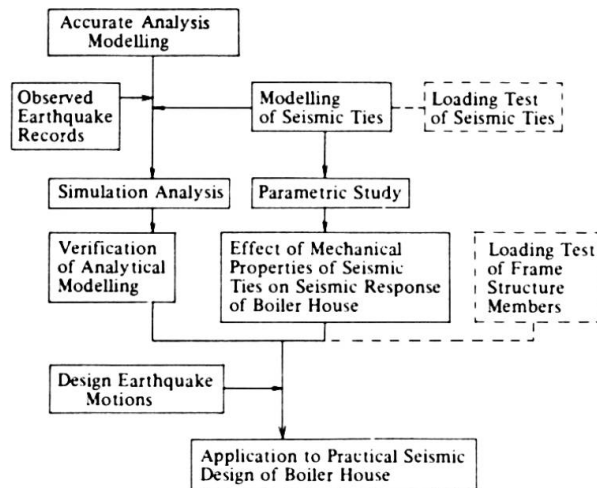 Accurate Analysis
Modelling
Observed
Earthquake
Records
Modelling
of Seismic Ties
Loading Test
of Seismic Ties
Simulation Analysis
Parametric Study
Verification
of Analytical
Modelling
Effect of Mechanical
Properties of Seismic
Ties on Seismic Response
of Boiler House
Loading Test
of Frame
Structure
Members
Design Earthquake
Motions
Application to Practical Seismic
Design of Boiler House